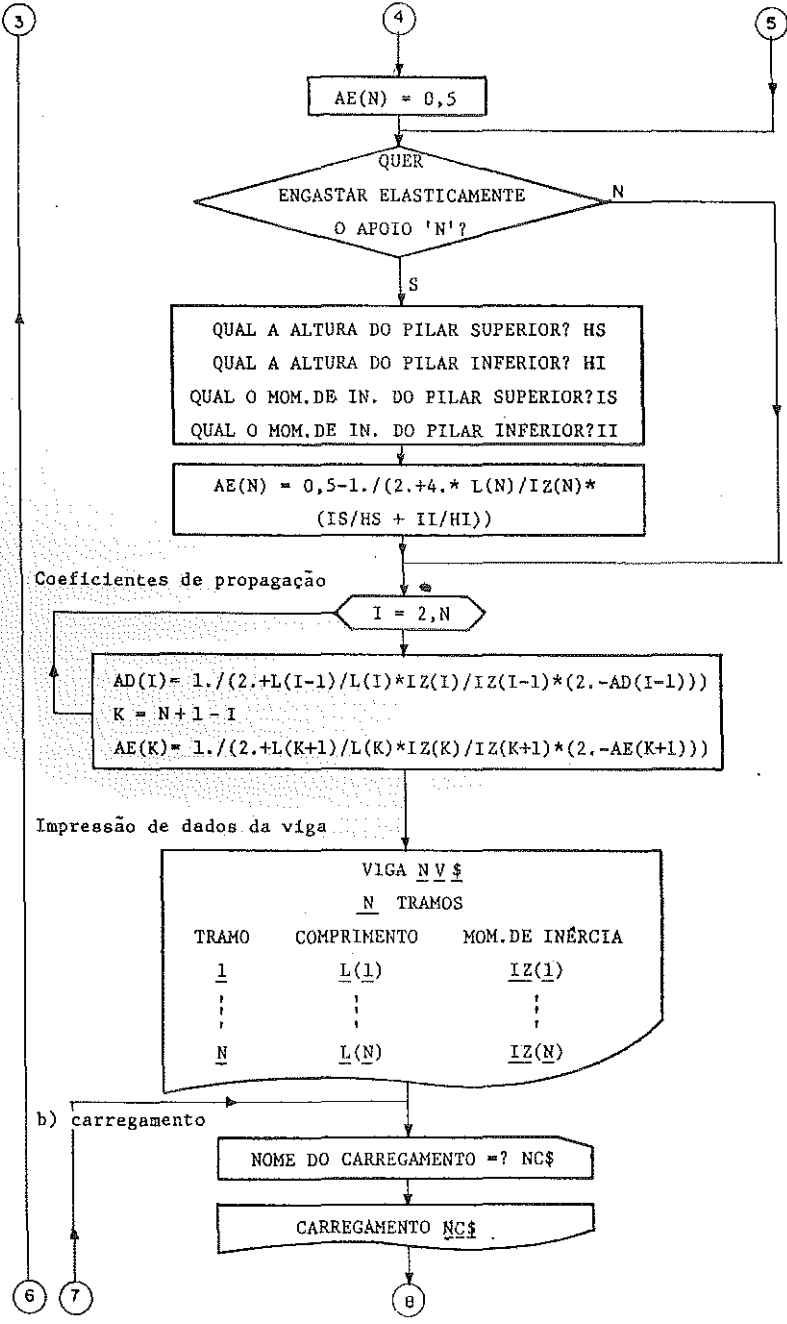 3
4
5
AE(N) = 0,5
QUER
ENGASTAR ELASTICAMENTE
O APOIO 'N'?
N
S
QUAL A ALTURA DO PILAR SUPERIOR? HS
QUAL A ALTURA DO PILAR INFERIOR? HI
QUAL O MOM.DE IN. DO PILAR SUPERIOR?IS
QUAL O MOM.DE IN. DO PILAR INFERIOR?II
AE(N) = 0,5-1./(2.+4.* L(N)/IZ(N)*
(IS/HS + II/HI))
Coeficientes de propagação
I = 2,N
AD(I)= 1./(2.+L(I-1)/L(I)*IZ(I)/IZ(I-1)*(2.-AD(I-1)))
K = N+1-I
AE(K)= 1./(2.+L(K+1)/L(K)*IZ(K)/IZ(K+1)*(2.-AE(K+1)))
Impressão de dados da viga
VIGA NV$
N TRAMOS
TRAMO COMPRIMENTO MOM.DE INÉRCIA
1 L(1) IZ(1)
N L(N) IZ(N)
b) carregamento
NOME DO CARREGAMENTO =? NC$
CARREGAMENTO NC$
6 7 8